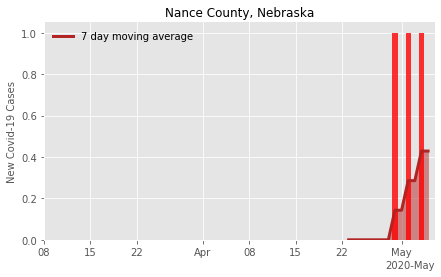 Nance County, Nebraska
7 day moving average
New Covid-19 Cases
1.0
0.8
0.6
0.4
0.2
0.0
08 15 22 Apr 08 15 22 May
2020-May